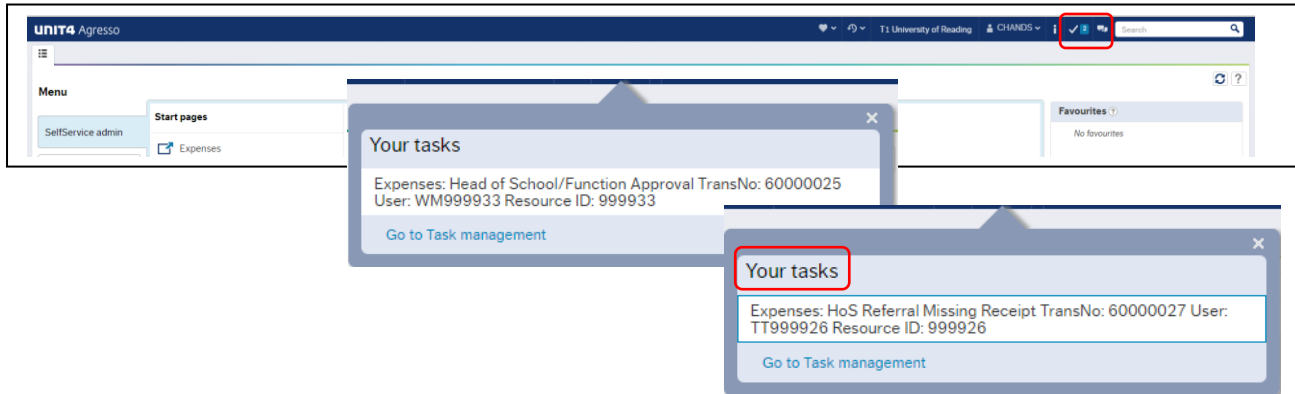 UNIT4 Agresso
T1 University of Reading
CHANDS
2
Search
Menu
?
SelfService admin
Start pages
Expenses
Favourites ?
No favourites
×
Your tasks
Expenses: Head of School/Function Approval TransNo: 60000025
User: WM999933 Resource ID: 999933
Go to Task management
×
Your tasks
Expenses: HoS Referral Missing Receipt TransNo: 60000027 User:
TT999926 Resource ID: 999926
Go to Task management